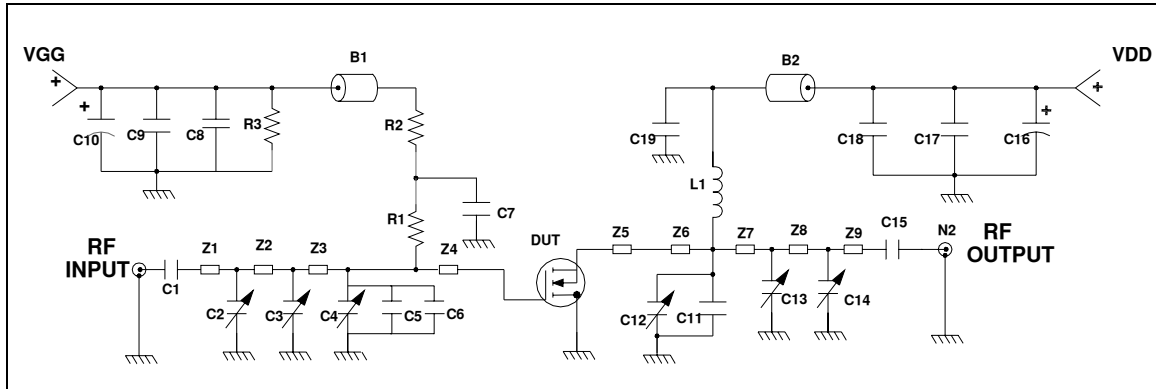 VGG
B1
B2
VDD
+
+
+
+
C10
C9
C8
R3
R2
C19
C18
C17
C16
L1
R1
C7
C15
RF
INPUT
Z1
Z2
Z3
Z4
DUT
Z5
Z6
Z7
Z8
Z9
N2
RF
OUTPUT
C1
C2
C3
C4
C5
C6
C12
C11
C13
C14